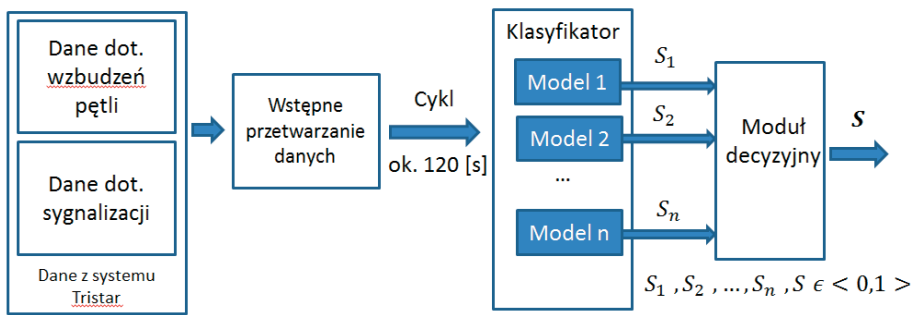 Dane dot.
wzbudzeń
pętli
Dane dot.
sygnalizacji
Dane z systemu
Tristar
Wstępne
przetwarzanie
danych
Cykl
ok. 120 [s]
Klasyfikator
Model 1
Model 2
...
Model n
S₁
S₂
Sₙ
Moduł
decyzyjny
S
S₁ , S₂ , ..., Sₙ , S ϵ < 0,1 >